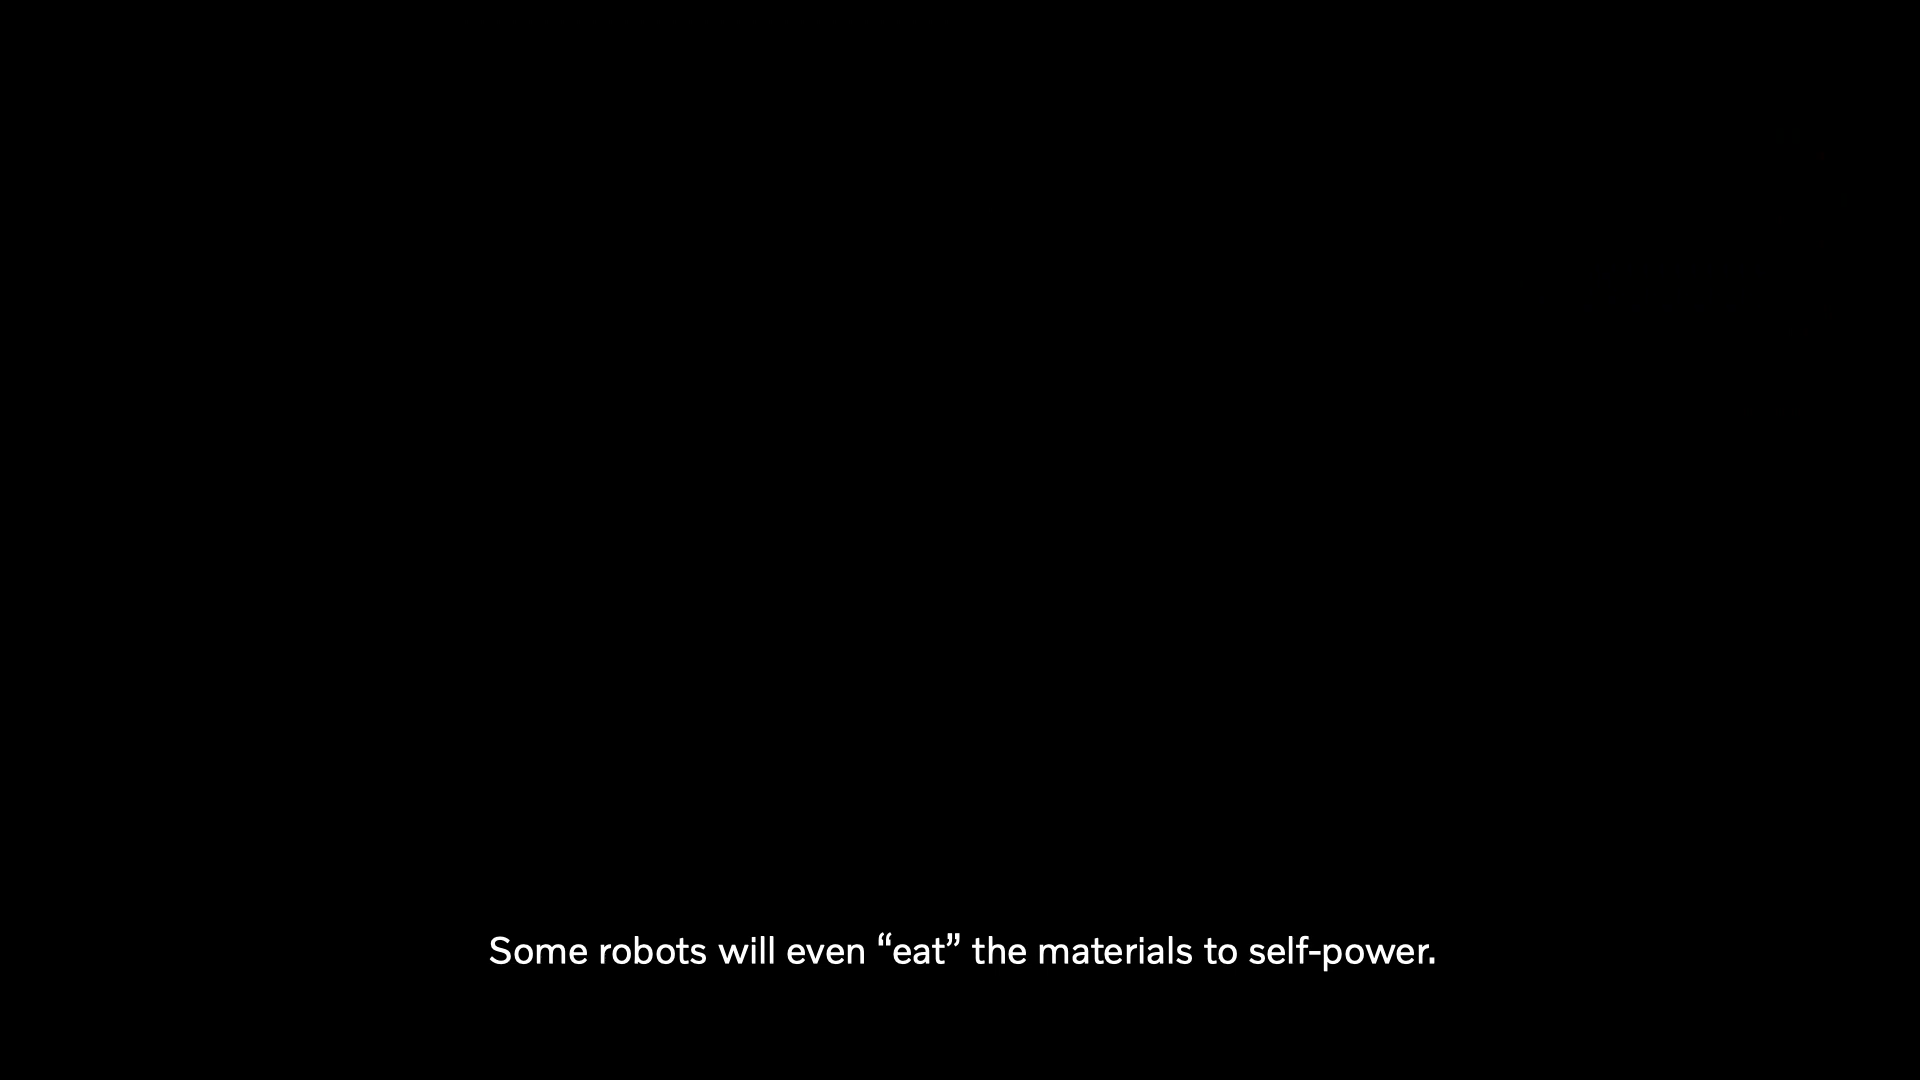 Some robots will even “eat” the materials to self-power.